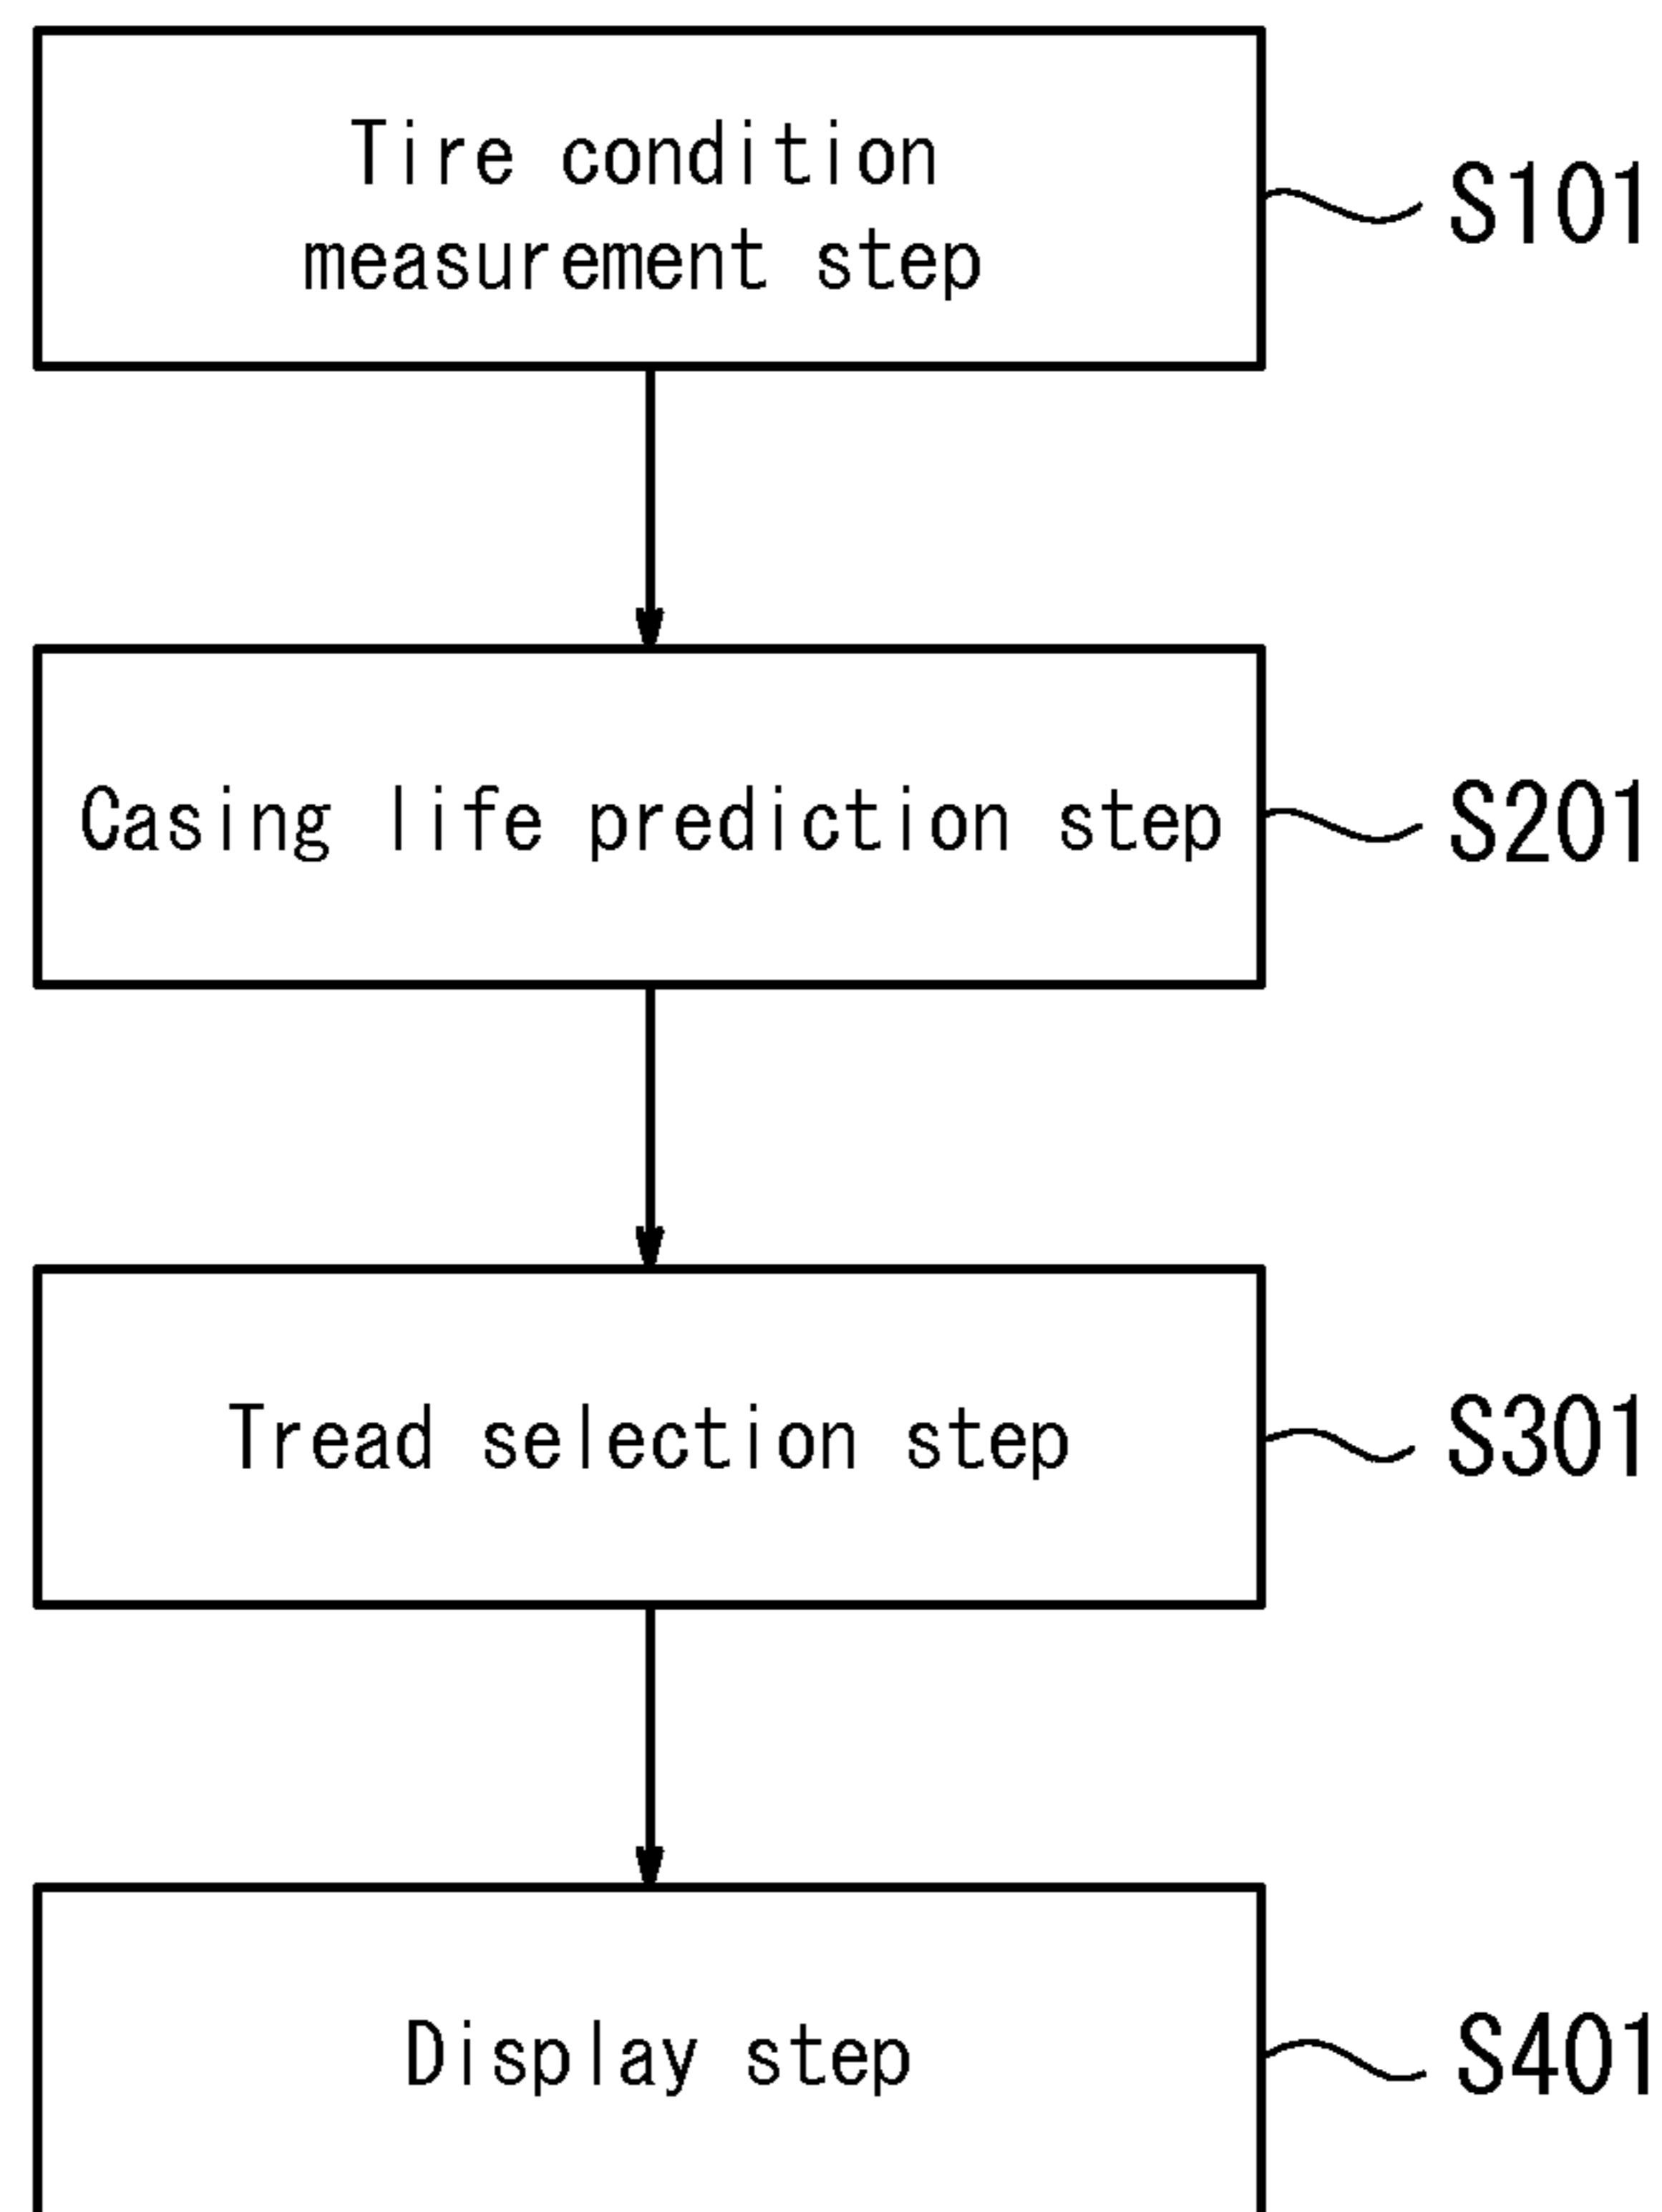 Tire condition
measurement step
S101
Casing life prediction step
S201
Tread selection step
S301
Display step
S401